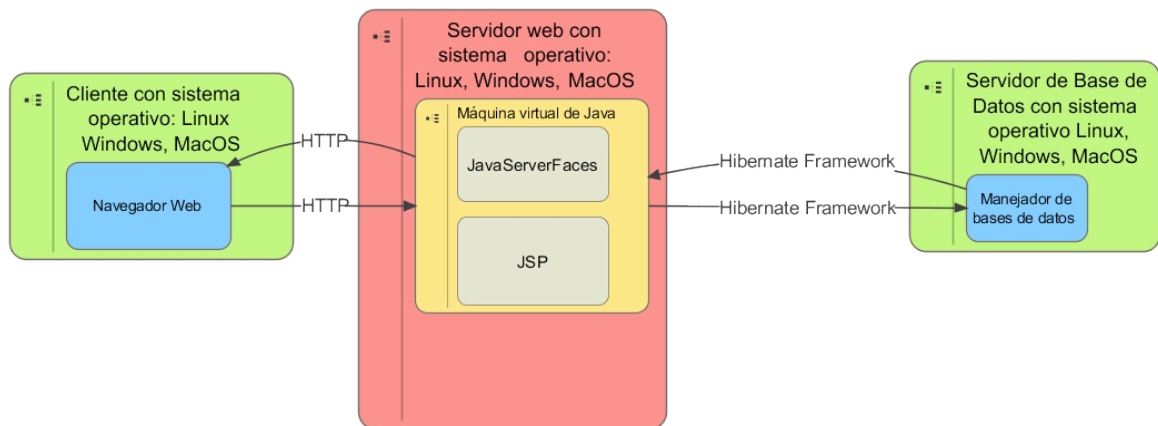 Cliente con sistema
operativo: Linux
Windows, MacOS
Navegador Web
HTTP
HTTP
Servidor web con
sistema operativo:
Linux, Windows, MacOS
Máquina virtual de Java
JavaServerFaces
JSP
Hibernate Framework
Hibernate Framework
Servidor de Base de
Datos con sistema
operativo Linux,
Windows, MacOS
Manejador de
bases de datos